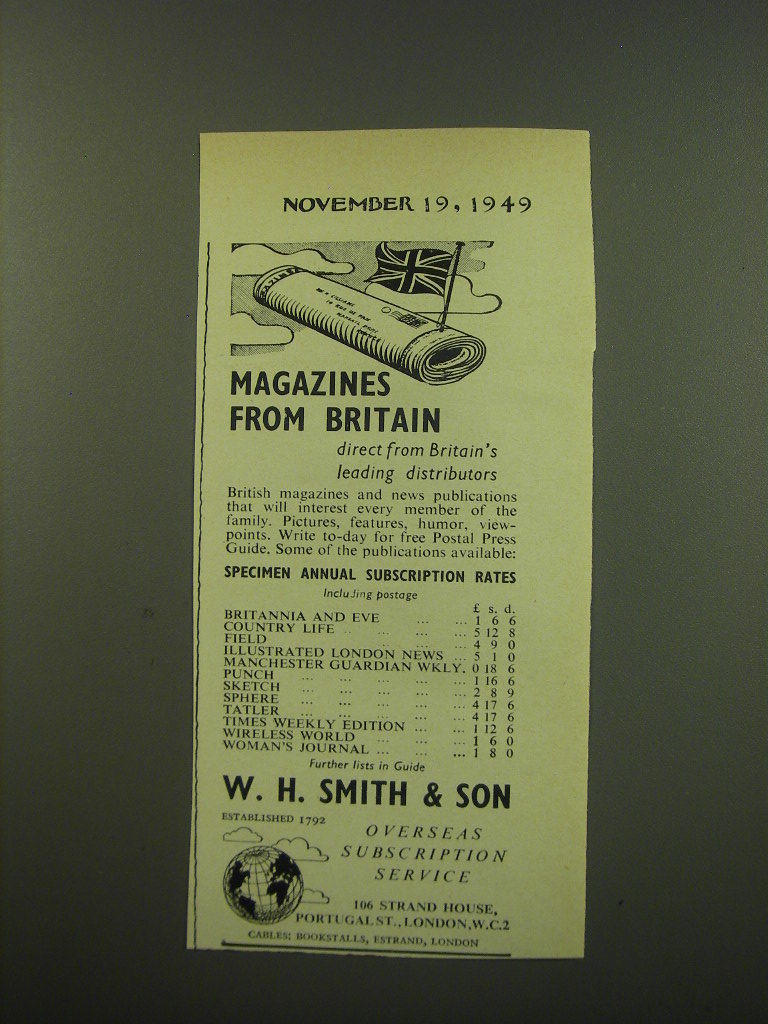 NOVEMBER 19, 1949
MAGAZINES
FROM BRITAIN
direct from Britain's
leading distributors
British magazines and news publications
that will interest every member of the
family. Pictures, features, humor, view-
points. Write to-day for free Postal Press
Guide. Some of the publications available:
SPECIMEN ANNUAL SUBSCRIPTION RATES
Including postage
£ s. d.
BRITANNIA AND EVE ... ... 1 6 6
COUNTRY LIFE .. ... ... ... 5 12 8
FIELD ... ... ... 4 9 0
ILLUSTRATED LONDON NEWS ... 5 1 0
MANCHESTER GUARDIAN WKLY. 0 18 6
PUNCH ... ... ... ... ... 1 16 6
SKETCH ... ... ... ... ... 2 8 9
SPHERE ... ... ... ... ... 4 17 6
TATLER ... ... ... ... ... 4 17 6
TIMES WEEKLY EDITION ... ... 1 12 6
WIRELESS WORLD ... ... ... 1 6 0
WOMAN'S JOURNAL ... ... ... 1 8 0
Further lists in Guide
W. H. SMITH & SON
ESTABLISHED 1792
OVERSEAS
SUBSCRIPTION
SERVICE
106 STRAND HOUSE,
PORTUGAL ST., LONDON, W.C.2
CABLES: BOOKSTALLS, ESTRAND, LONDON